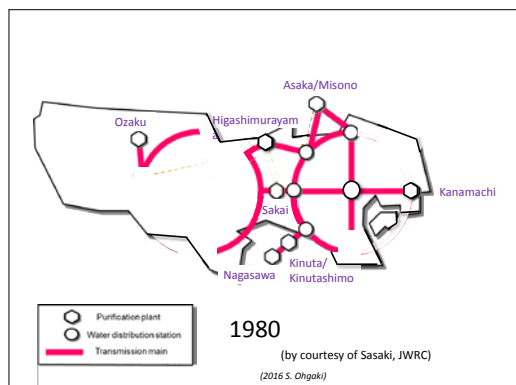 Asaka/Misono
Ozaku
Higashimurayam
a
Kanamachi
Sakai
Nagasawa
Kinuta/
Kinutashimo
Purification plant
Water distribution station
Transmission main
1980
(by courtesy of Sasaki, JWRC)
(2016 S. Ohgaki)